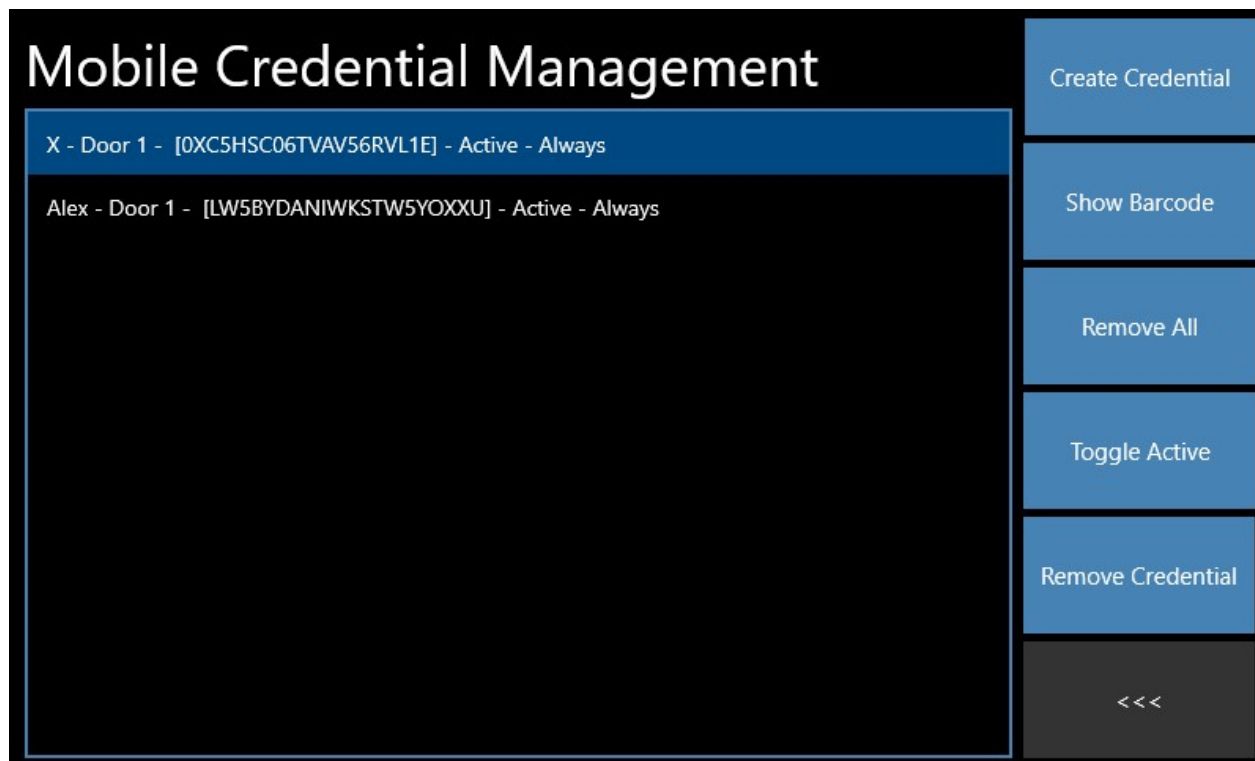 Mobile Credential Management
X - Door 1 -  [0XC5HSC06TVAV56RVL1E] - Active - Always
Alex - Door 1 -  [LW5BYDANIWKSTW5YOXXU] - Active - Always
Create Credential
Show Barcode
Remove All
Toggle Active
Remove Credential
<<<